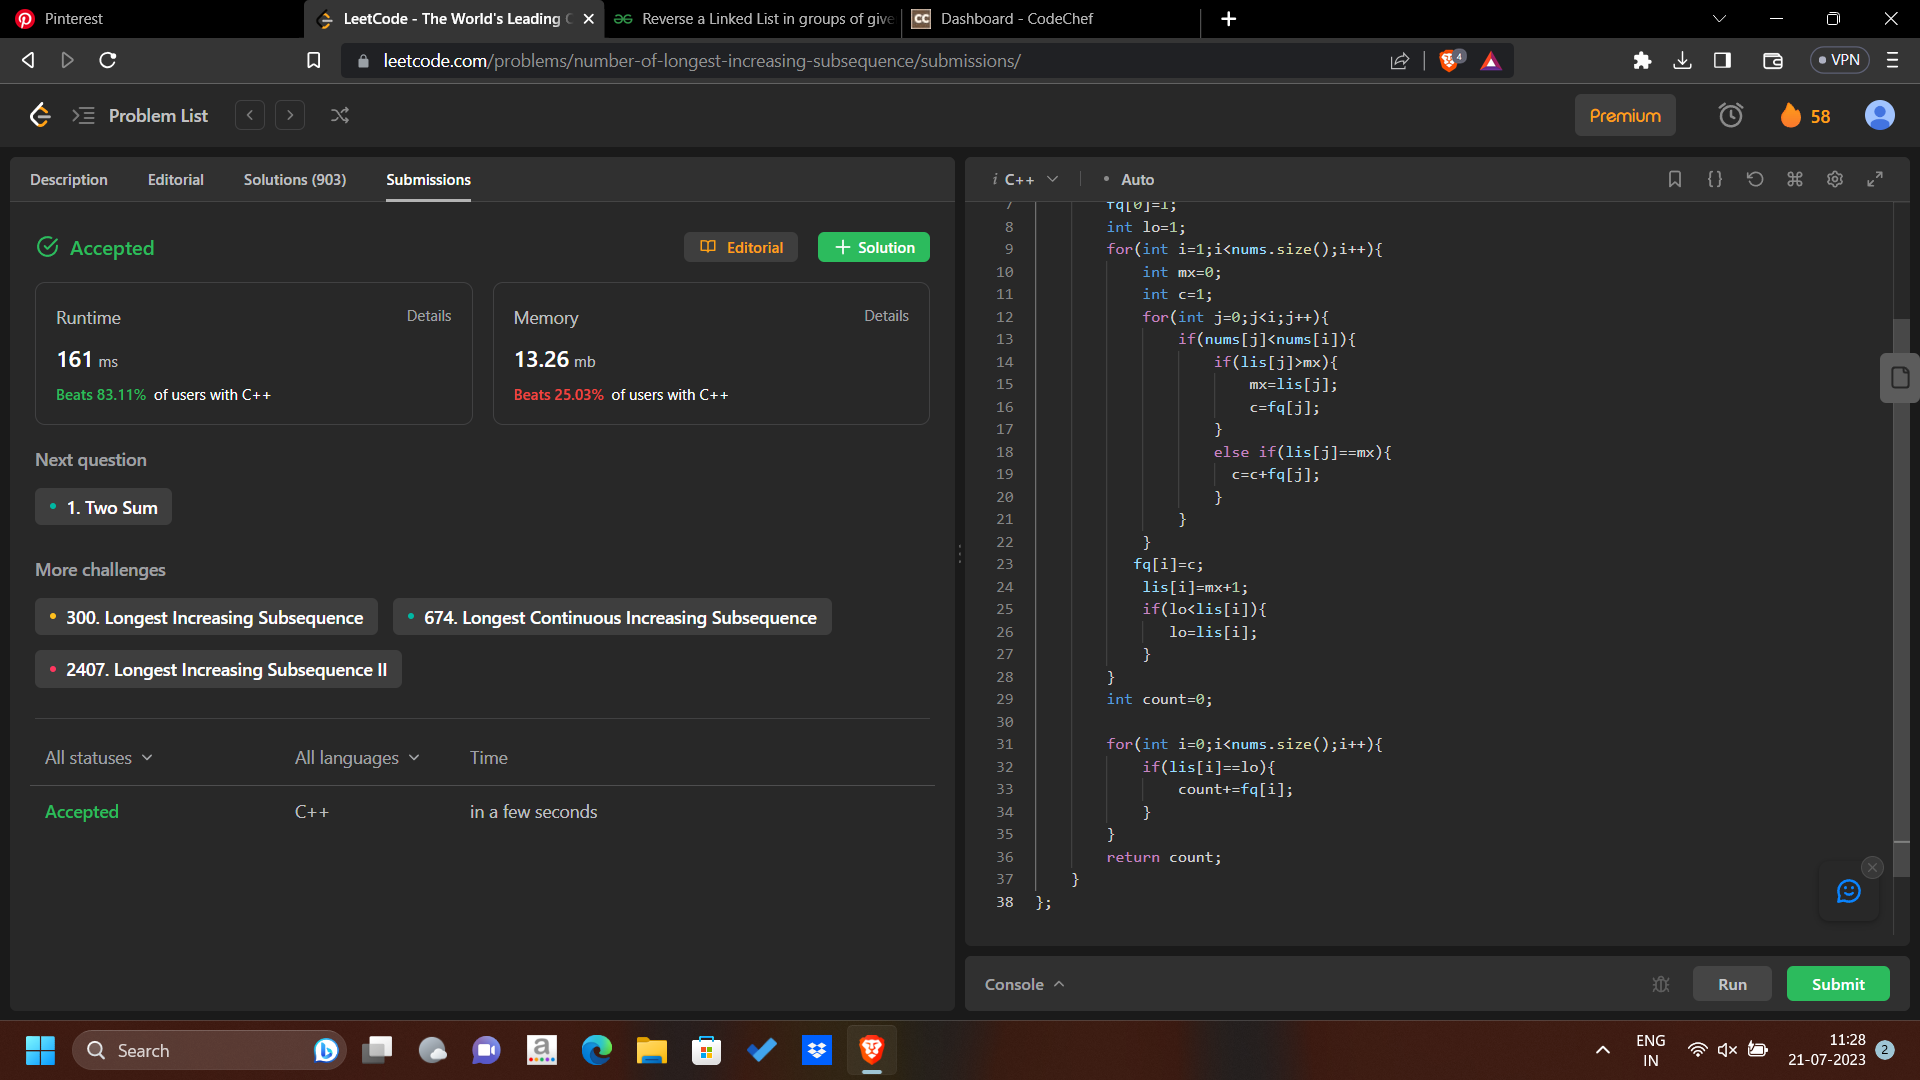 Pinterest
LeetCode - The World's Leading
Reverse a Linked List in groups of give
CC Dashboard - CodeChef
leetcode.com/problems/number-of-longest-increasing-subsequence/submissions/
4
VPN
Problem List
Premium
58
Description Editorial Solutions (903) Submissions
Accepted
Editorial
+ Solution
Runtime Details
161 ms
Beats 83.11% of users with C++
Memory Details
13.26 mb
Beats 25.03% of users with C++
Next question
1. Two Sum
More challenges
300. Longest Increasing Subsequence
674. Longest Continuous Increasing Subsequence
2407. Longest Increasing Subsequence II
All statuses All languages Time
Accepted C++ in a few seconds
i C++ • Auto
7 fq[0]=1;
8 int lo=1;
9 for(int i=1;i<nums.size();i++){
10 int mx=0;
11 int c=1;
12 for(int j=0;j<i;j++){
13 if(nums[j]<nums[i]){
14 if(lis[j]>mx){
15 mx=lis[j];
16 c=fq[j];
17 }
18 else if(lis[j]==mx){
19 c=c+fq[j];
20 }
21 }
22 }
23 fq[i]=c;
24 lis[i]=mx+1;
25 if(lo<lis[i]){
26 lo=lis[i];
27 }
28 }
29 int count=0;
30
31 for(int i=0;i<nums.size();i++){
32 if(lis[i]==lo){
33 count+=fq[i];
34 }
35 }
36 return count;
37 }
38 };
Console
Run
Submit
Search
ENG
IN
11:28
21-07-2023
2